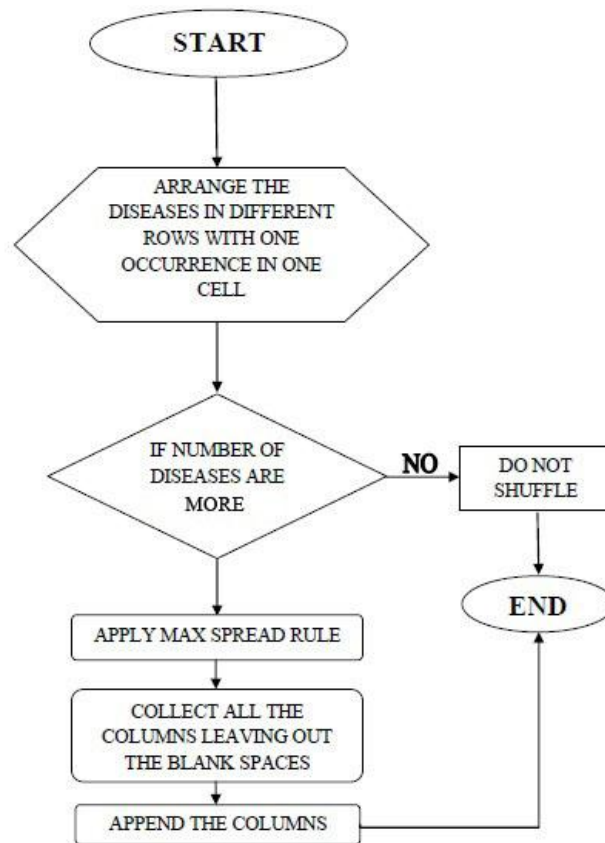 START
ARRANGE THE
DISEASES IN DIFFERENT
ROWS WITH ONE
OCCURRENCE IN ONE
CELL
IF NUMBER OF
DISEASES ARE
MORE
NO
DO NOT
SHUFFLE
END
APPLY MAX SPREAD RULE
COLLECT ALL THE
COLUMNS LEAVING OUT
THE BLANK SPACES
APPEND THE COLUMNS